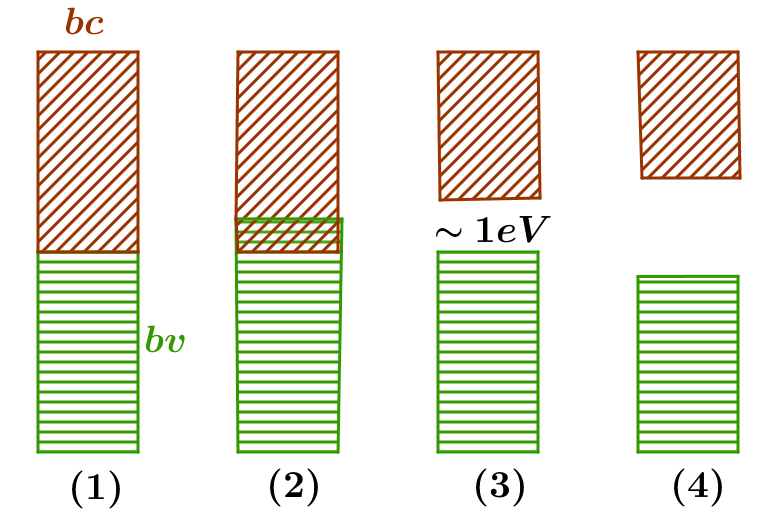 bc
~ 1eV
bv
(1)
(2)
(3)
(4)